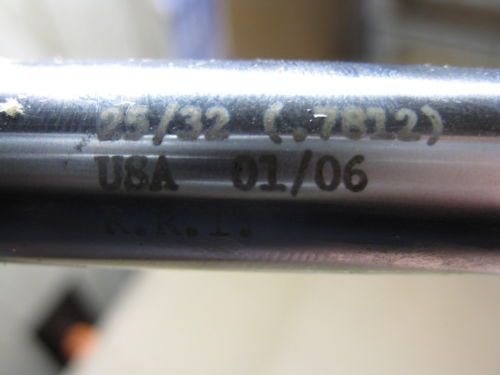 25/32 (.7812)
USA 01/06
R.R.I.